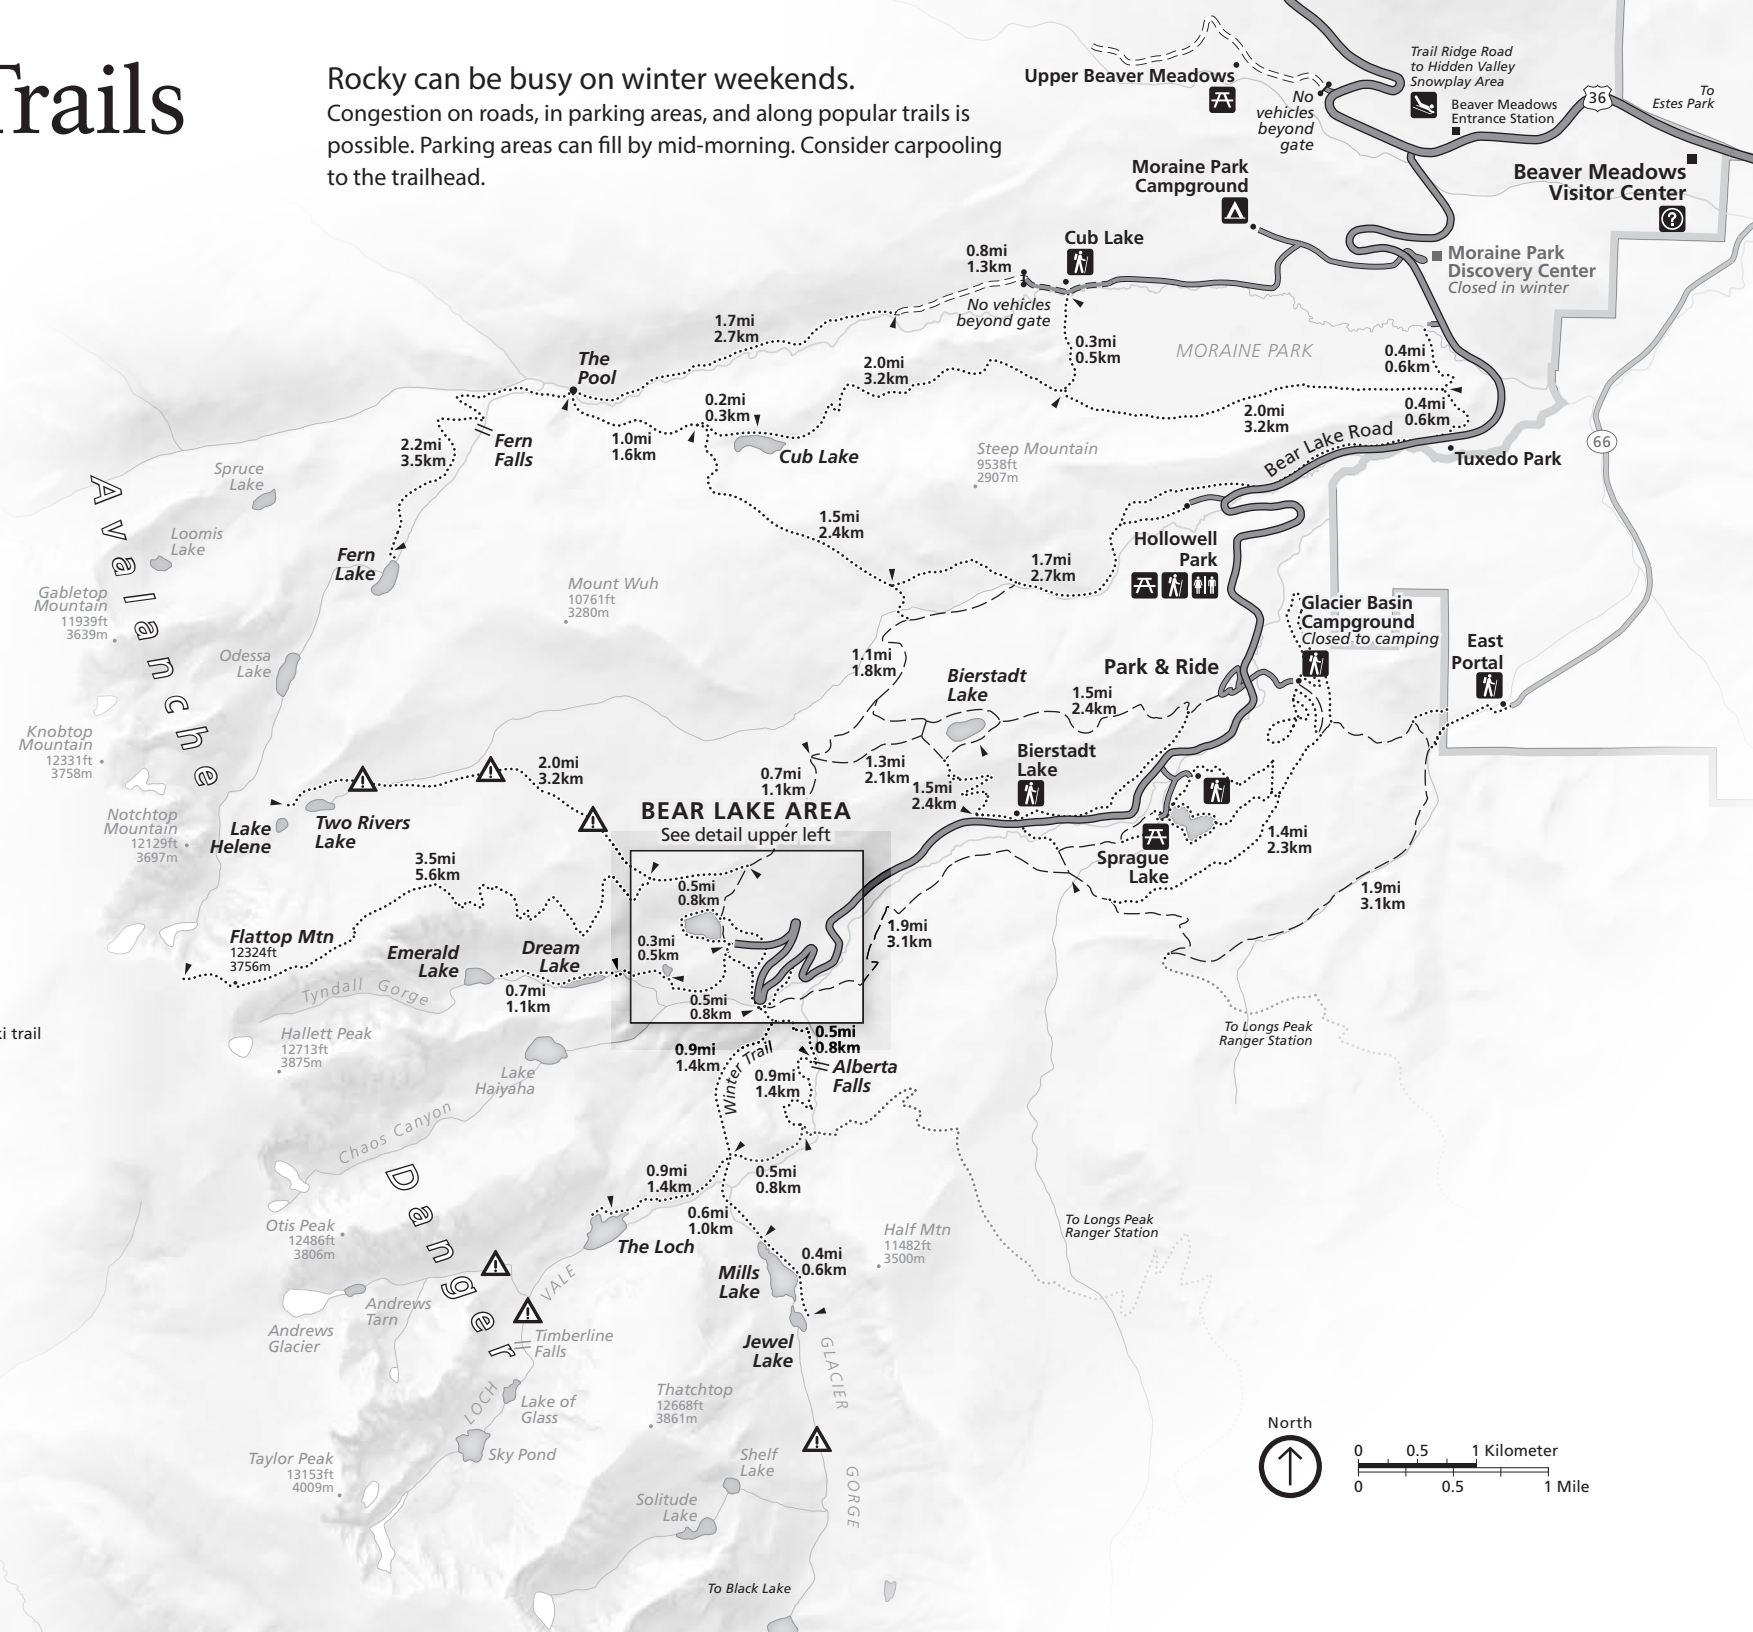 Trails
Rocky can be busy on winter weekends.
Congestion on roads, in parking areas, and along popular trails is
possible. Parking areas can fill by mid-morning. Consider carpooling
to the trailhead.
Upper Beaver Meadows
No
vehicles
beyond
gate
Trail Ridge Road
to Hidden Valley
Snowplay Area
Beaver Meadows
Entrance Station
36
To
Estes Park
Beaver Meadows
Visitor Center
?
Moraine Park
Campground
Cub Lake
0.8mi
1.3km
No vehicles
beyond gate
Moraine Park
Discovery Center
Closed in winter
1.7mi
2.7km
The
Pool
0.3mi
0.5km
MORAINE PARK
0.4mi
0.6km
2.0mi
3.2km
0.2mi
0.3km
2.0mi
3.2km
0.4mi
0.6km
2.2mi
3.5km
Fern
Falls
1.0mi
1.6km
Cub Lake
Steep Mountain
9538ft
2907m
Bear Lake Road
Tuxedo Park
66
Avalanche
Spruce
Lake
Loomis
Lake
Fern
Lake
1.5mi
2.4km
Hollowell
Park
1.7mi
2.7km
Mount Wuh
10761ft
3280m
Gabletop
Mountain
11939ft
3639m
Glacier Basin
Campground
Closed to camping
East
Portal
Odessa
Lake
1.1mi
1.8km
Bierstadt
Lake
Park & Ride
1.5mi
2.4km
Knobtop
Mountain
12331ft
3758m
2.0mi
3.2km
0.7mi
1.1km
1.3mi
2.1km
Bierstadt
Lake
1.5mi
2.4km
BEAR LAKE AREA
See detail upper left
Notchtop
Mountain
12129ft
3697m
Lake
Helene
Two Rivers
Lake
Sprague
Lake
1.4mi
2.3km
3.5mi
5.6km
0.5mi
0.8km
1.9mi
3.1km
1.9mi
3.1km
Flattop Mtn
12324ft
3756m
Emerald
Lake
Dream
Lake
0.3mi
0.5km
Tyndall Gorge
0.7mi
1.1km
0.5mi
0.8km
ki trail
Hallett Peak
12713ft
3875m
To Longs Peak
Ranger Station
0.5mi
0.8km
0.9mi
1.4km
Winter Trail
0.9mi
1.4km
Alberta
Falls
Lake
Haiyaha
Chaos Canyon
Danger
0.9mi
1.4km
0.5mi
0.8km
0.6mi
1.0km
The Loch
Otis Peak
12486ft
3806m
Half Mtn
11482ft
3500m
To Longs Peak
Ranger Station
0.4mi
0.6km
Mills
Lake
VALE
Andrews
Tarn
Andrews
Glacier
Timberline
Falls
Jewel
Lake
GLACIER
LOCH
Lake of
Glass
Thatchtop
12668ft
3861m
Sky Pond
Taylor Peak
13153ft
4009m
Shelf
Lake
Solitude
Lake
GORGE
To Black Lake
North
0 0.5 1 Kilometer
0 0.5 1 Mile